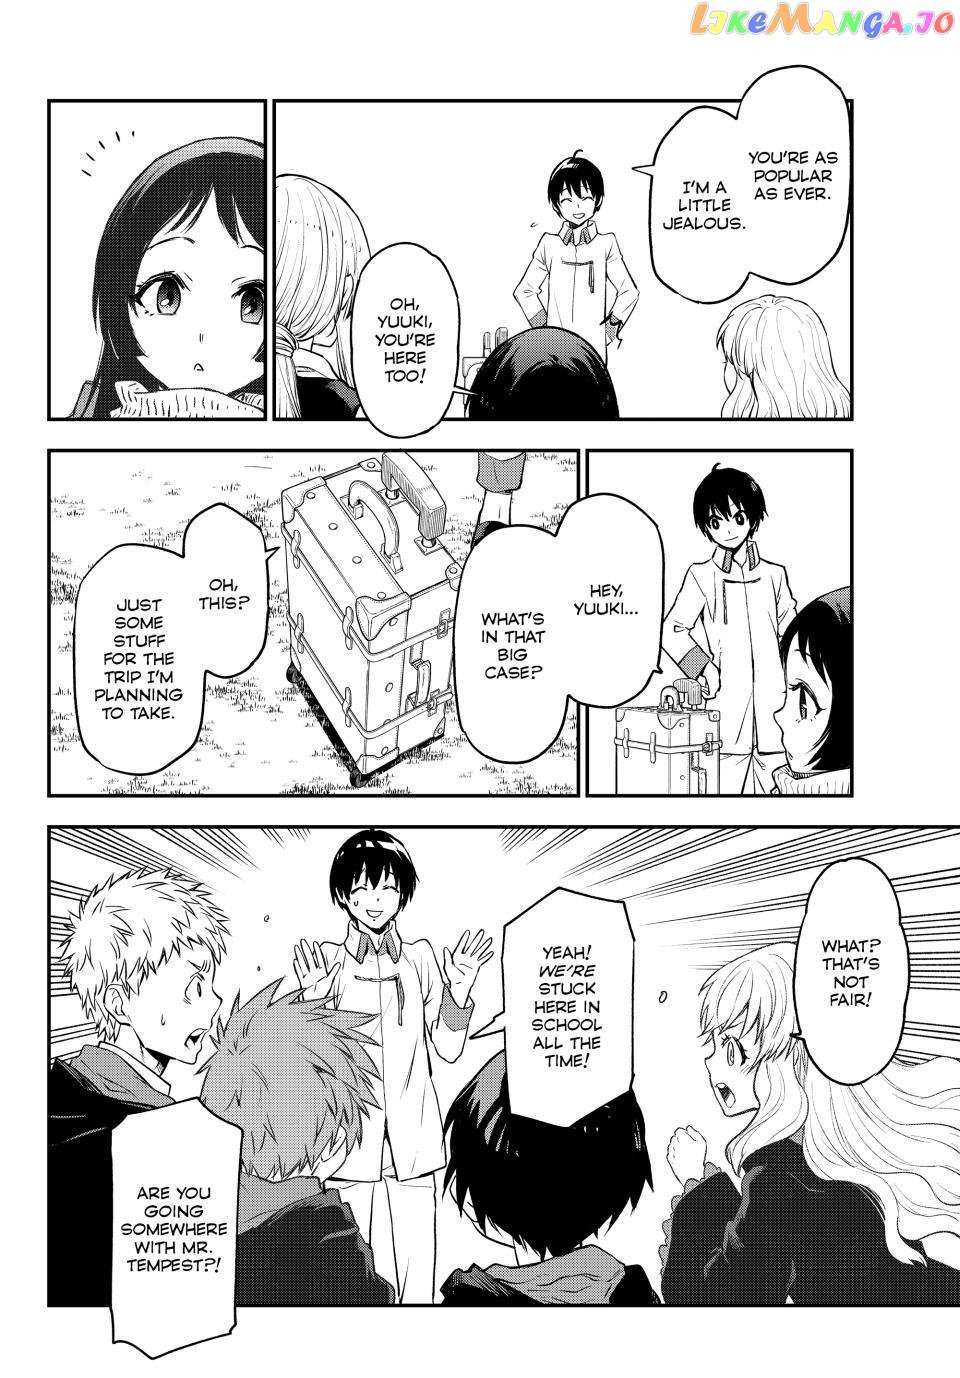 LIKEMANGA.IO
YOU'RE AS
POPULAR
AS EVER.
I'M A
LITTLE
JEALOUS.
OH,
YUUKI,
YOU'RE
HERE
TOO!
HEY,
YUUKI...
WHAT'S
IN THAT
BIG
CASE?
OH,
THIS?
JUST
SOME
STUFF
FOR THE
TRIP I'M
PLANNING
TO TAKE.
WHAT?
THAT'S
NOT
FAIR!
YEAH!
WE'RE
STUCK
HERE IN
SCHOOL
ALL THE
TIME!
ARE YOU
GOING
SOMEWHERE
WITH MR.
TEMPEST?!